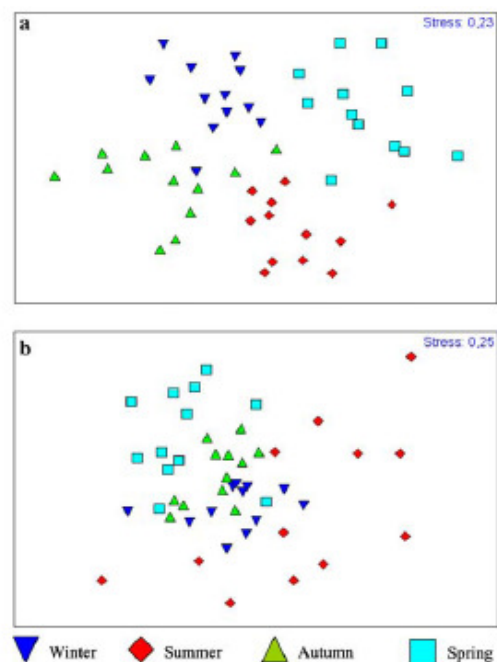 a
Stress: 0,23
b
Stress: 0,25
Winter Summer Autumn Spring